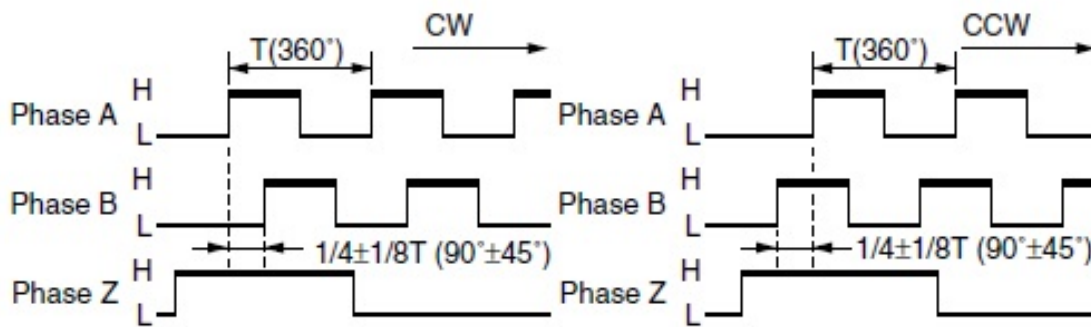 CW
T(360°)
H
Phase A
L
H
Phase B
L
1/4±1/8T (90°±45°)
H
Phase Z
L
CCW
T(360°)
H
Phase A
L
H
Phase B
L
1/4±1/8T (90°±45°)
H
Phase Z
L